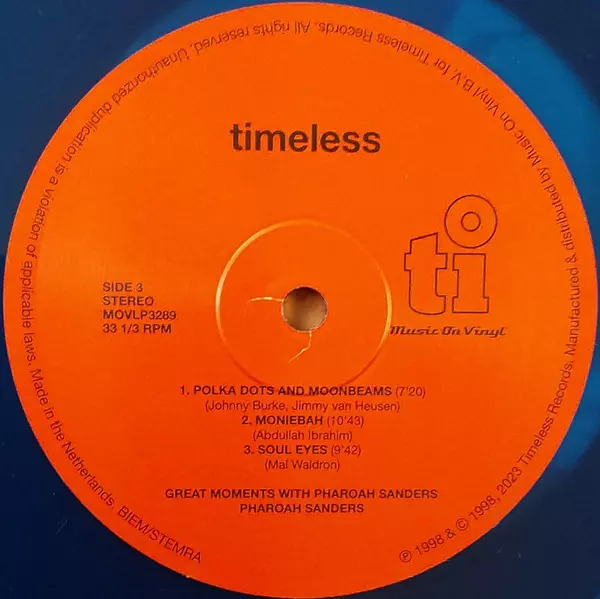 timeless
ti
Music On Vinyl
SIDE 3
STEREO
MOVLP3289
33 1/3 RPM
1. POLKA DOTS AND MOONBEAMS (7'20)
(Johnny Burke, Jimmy van Heusen)
2. MONIEBAH (10'43)
(Abdullah Ibrahim)
3. SOUL EYES (9'42)
(Mal Waldron)
GREAT MOMENTS WITH PHAROAH SANDERS
PHAROAH SANDERS
℗ 1998 & © 1998, 2023 Timeless Records. Manufactured & distributed by Music On Vinyl B.V. for Timeless Records. All rights reserved. Unauthorized duplication is a violation of applicable laws. Made in the Netherlands. BIEM/STEMRA